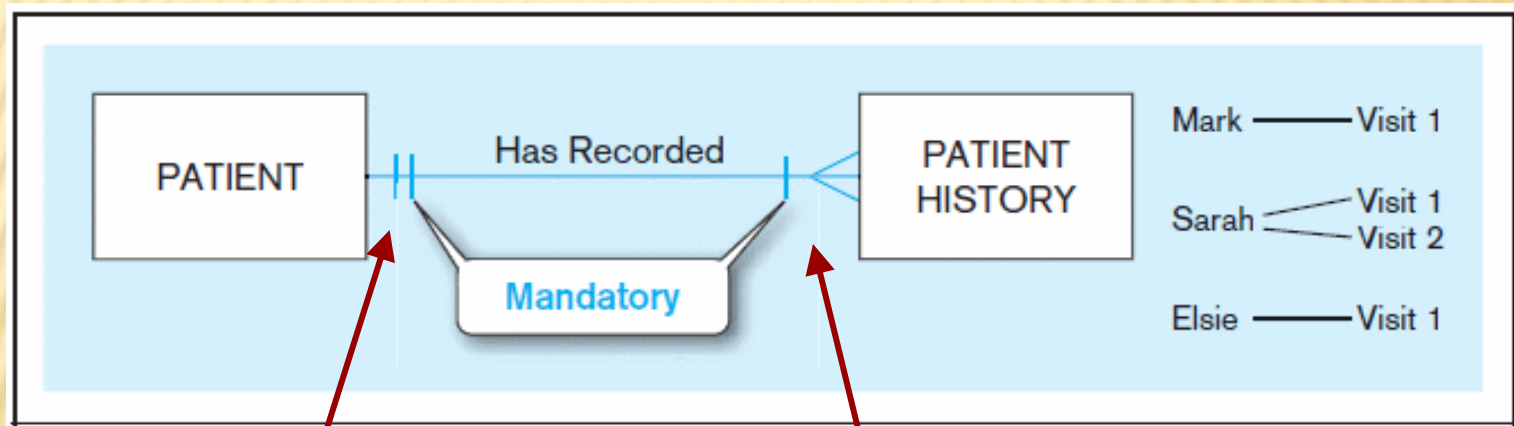 PATIENT
Has Recorded
PATIENT
HISTORY
Mandatory
Mark Visit 1
Sarah Visit 1
Visit 2
Elsie Visit 1